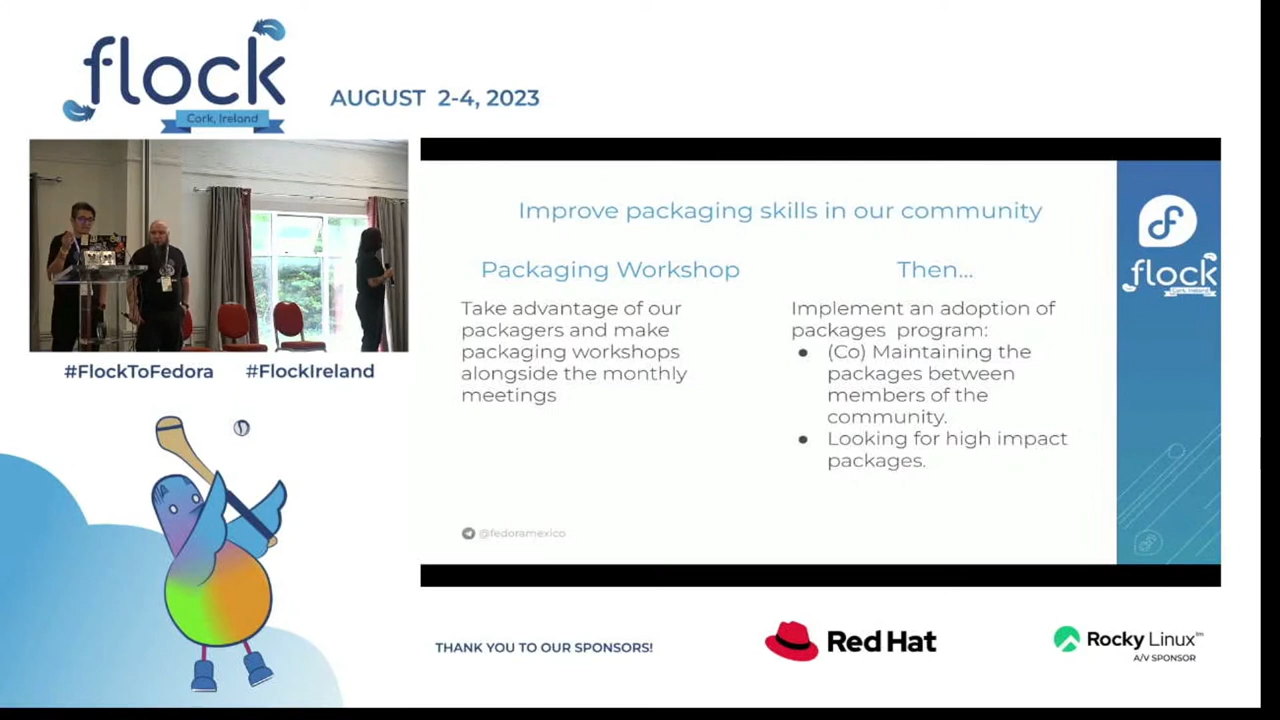 flock
Cork, Ireland
AUGUST 2-4, 2023
#FlockToFedora #FlockIreland
Improve packaging skills in our community
Packaging Workshop
Take advantage of our
packagers and make
packaging workshops
alongside the monthly
meetings
Then...
Implement an adoption of
packages program:
● (Co) Maintaining the
packages between
members of the
community.
● Looking for high impact
packages.
@fedoramexico
flock
THANK YOU TO OUR SPONSORS!
Red Hat
Rocky Linux™
A/V SPONSOR